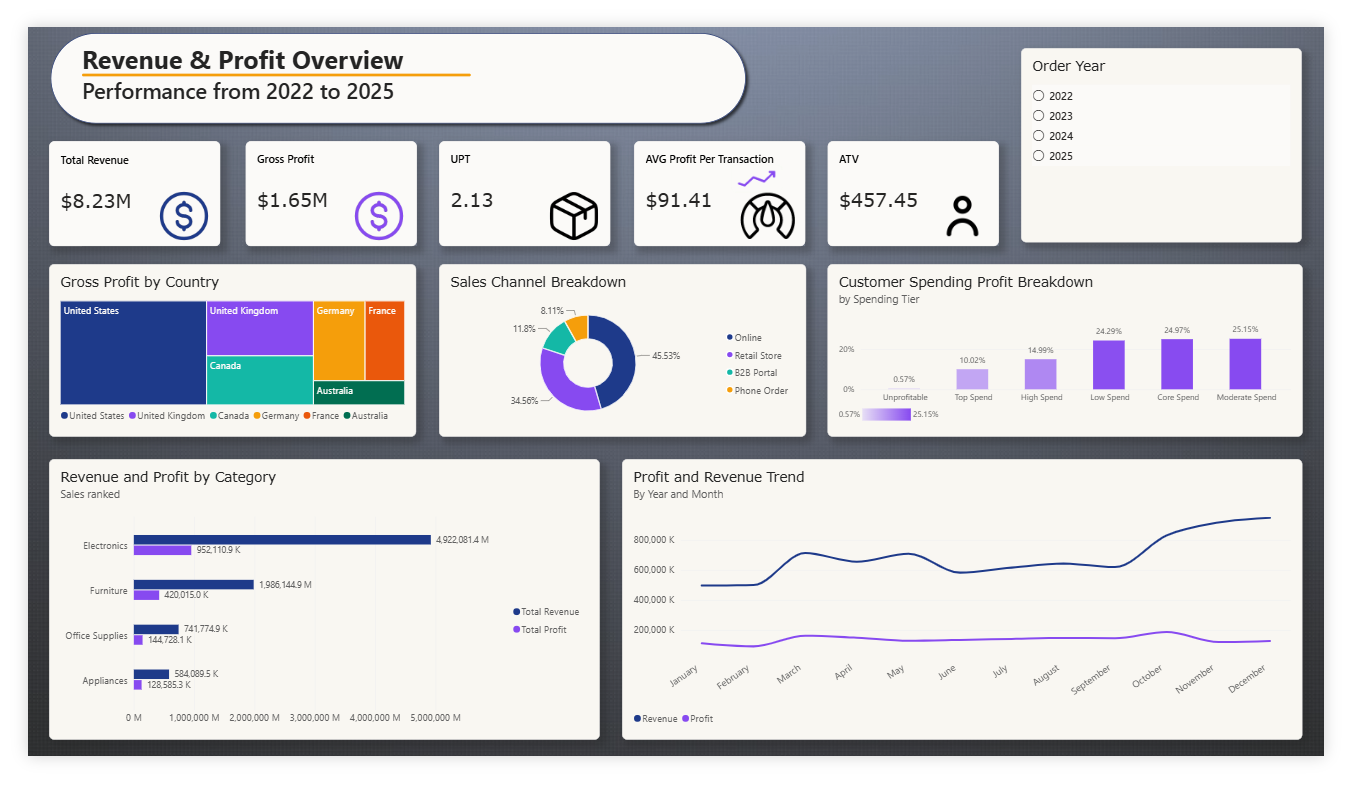 Revenue & Profit Overview
Performance from 2022 to 2025
Order Year
2022
2023
2024
2025
Total Revenue
$8.23M
Gross Profit
$1.65M
UPT
2.13
AVG Profit Per Transaction
$91.41
ATV
$457.45
Gross Profit by Country
United States
United Kingdom
Germany
France
Canada
Australia
United States United Kingdom Canada Germany France Australia
Sales Channel Breakdown
8.11%
11.8%
45.53%
34.56%
Online
Retail Store
B2B Portal
Phone Order
Customer Spending Profit Breakdown
by Spending Tier
20%
0%
0.57%
10.02%
14.99%
24.29%
24.97%
25.15%
Unprofitable
Top Spend
High Spend
Low Spend
Core Spend
Moderate Spend
0.57% 25.15%
Revenue and Profit by Category
Sales ranked
Electronics
4,922,081.4 M
952,110.9 K
Furniture
1,986,144.9 M
420,015.0 K
Office Supplies
741,774.9 K
144,728.1 K
Appliances
584,089.5 K
128,585.3 K
0 M 1,000,000 M 2,000,000 M 3,000,000 M 4,000,000 M 5,000,000 M
Total Revenue
Total Profit
Profit and Revenue Trend
By Year and Month
800,000 K
600,000 K
400,000 K
200,000 K
January
February
March
April
May
June
July
August
September
October
November
December
Revenue Profit